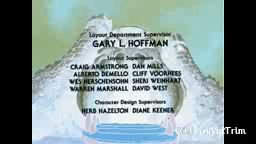 Layout Department Supervisor
GARY L. HOFFMAN
Layout Supervisors
CRAIG ARMSTRONG DAN MILLS
ALBERTO DEMELLO CLIFF VOORHEES
WES HERSCHENSOHN SHERI WEINHART
WARREN MARSHALL DAVID WEST
Character Design Supervisors
HERB HAZELTON DIANE KEENER